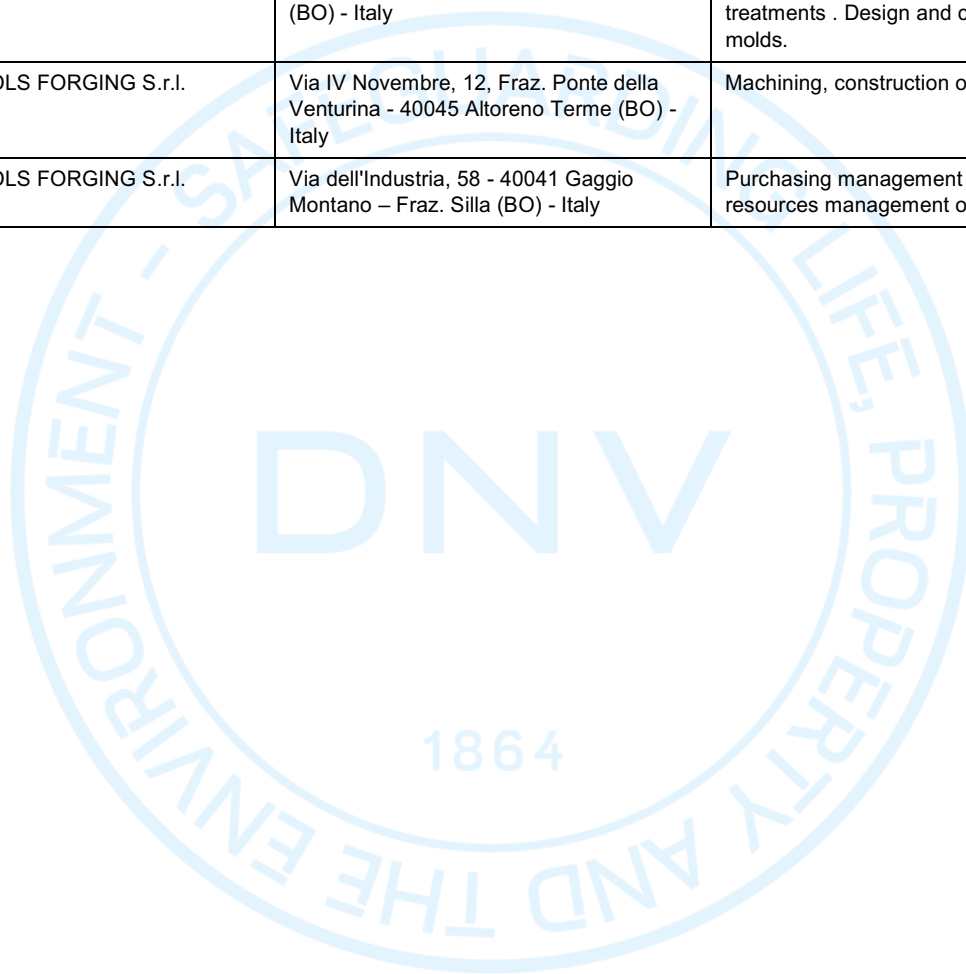 (BO) - Italy
treatments . Design and
molds.
FORGING S.r.l.
Via IV Novembre, 12, Fraz. Ponte della
Venturina - 40045 Altoreno Terme (BO) -
Italy
Machining, construction
FORGING S.r.l.
Via dell'Industria, 58 - 40041 Gaggio
Montano – Fraz. Silla (BO) - Italy
Purchasing management
resources management
SAFEGUARDING LIFE, PROPERTY AND THE ENVIRONMENT -
DNV
1864